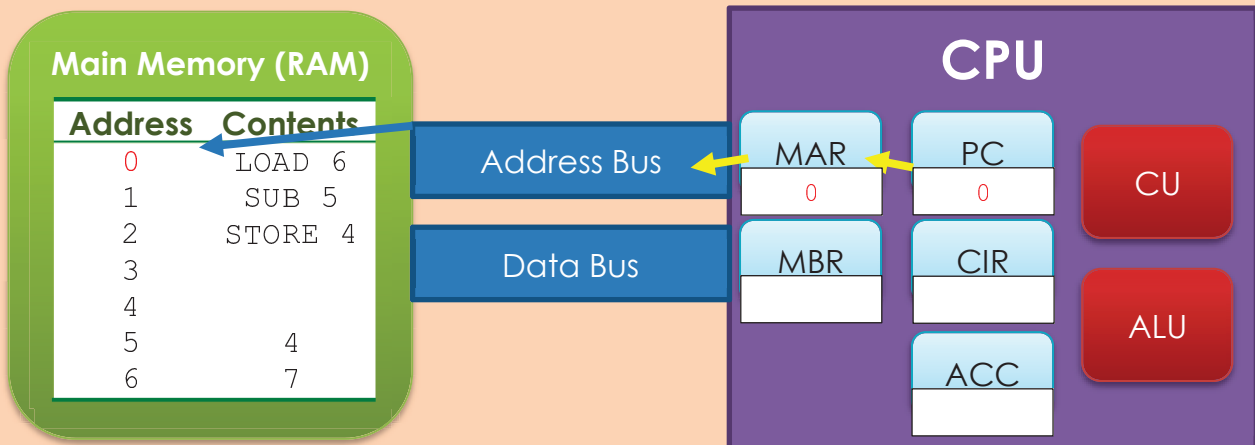 Main Memory (RAM)
Address Contents
0 LOAD 6
1 SUB 5
2 STORE 4
3
4
5 4
6 7
Address Bus
Data Bus
CPU
MAR PC
0 0
MBR CIR
ACC
CU
ALU